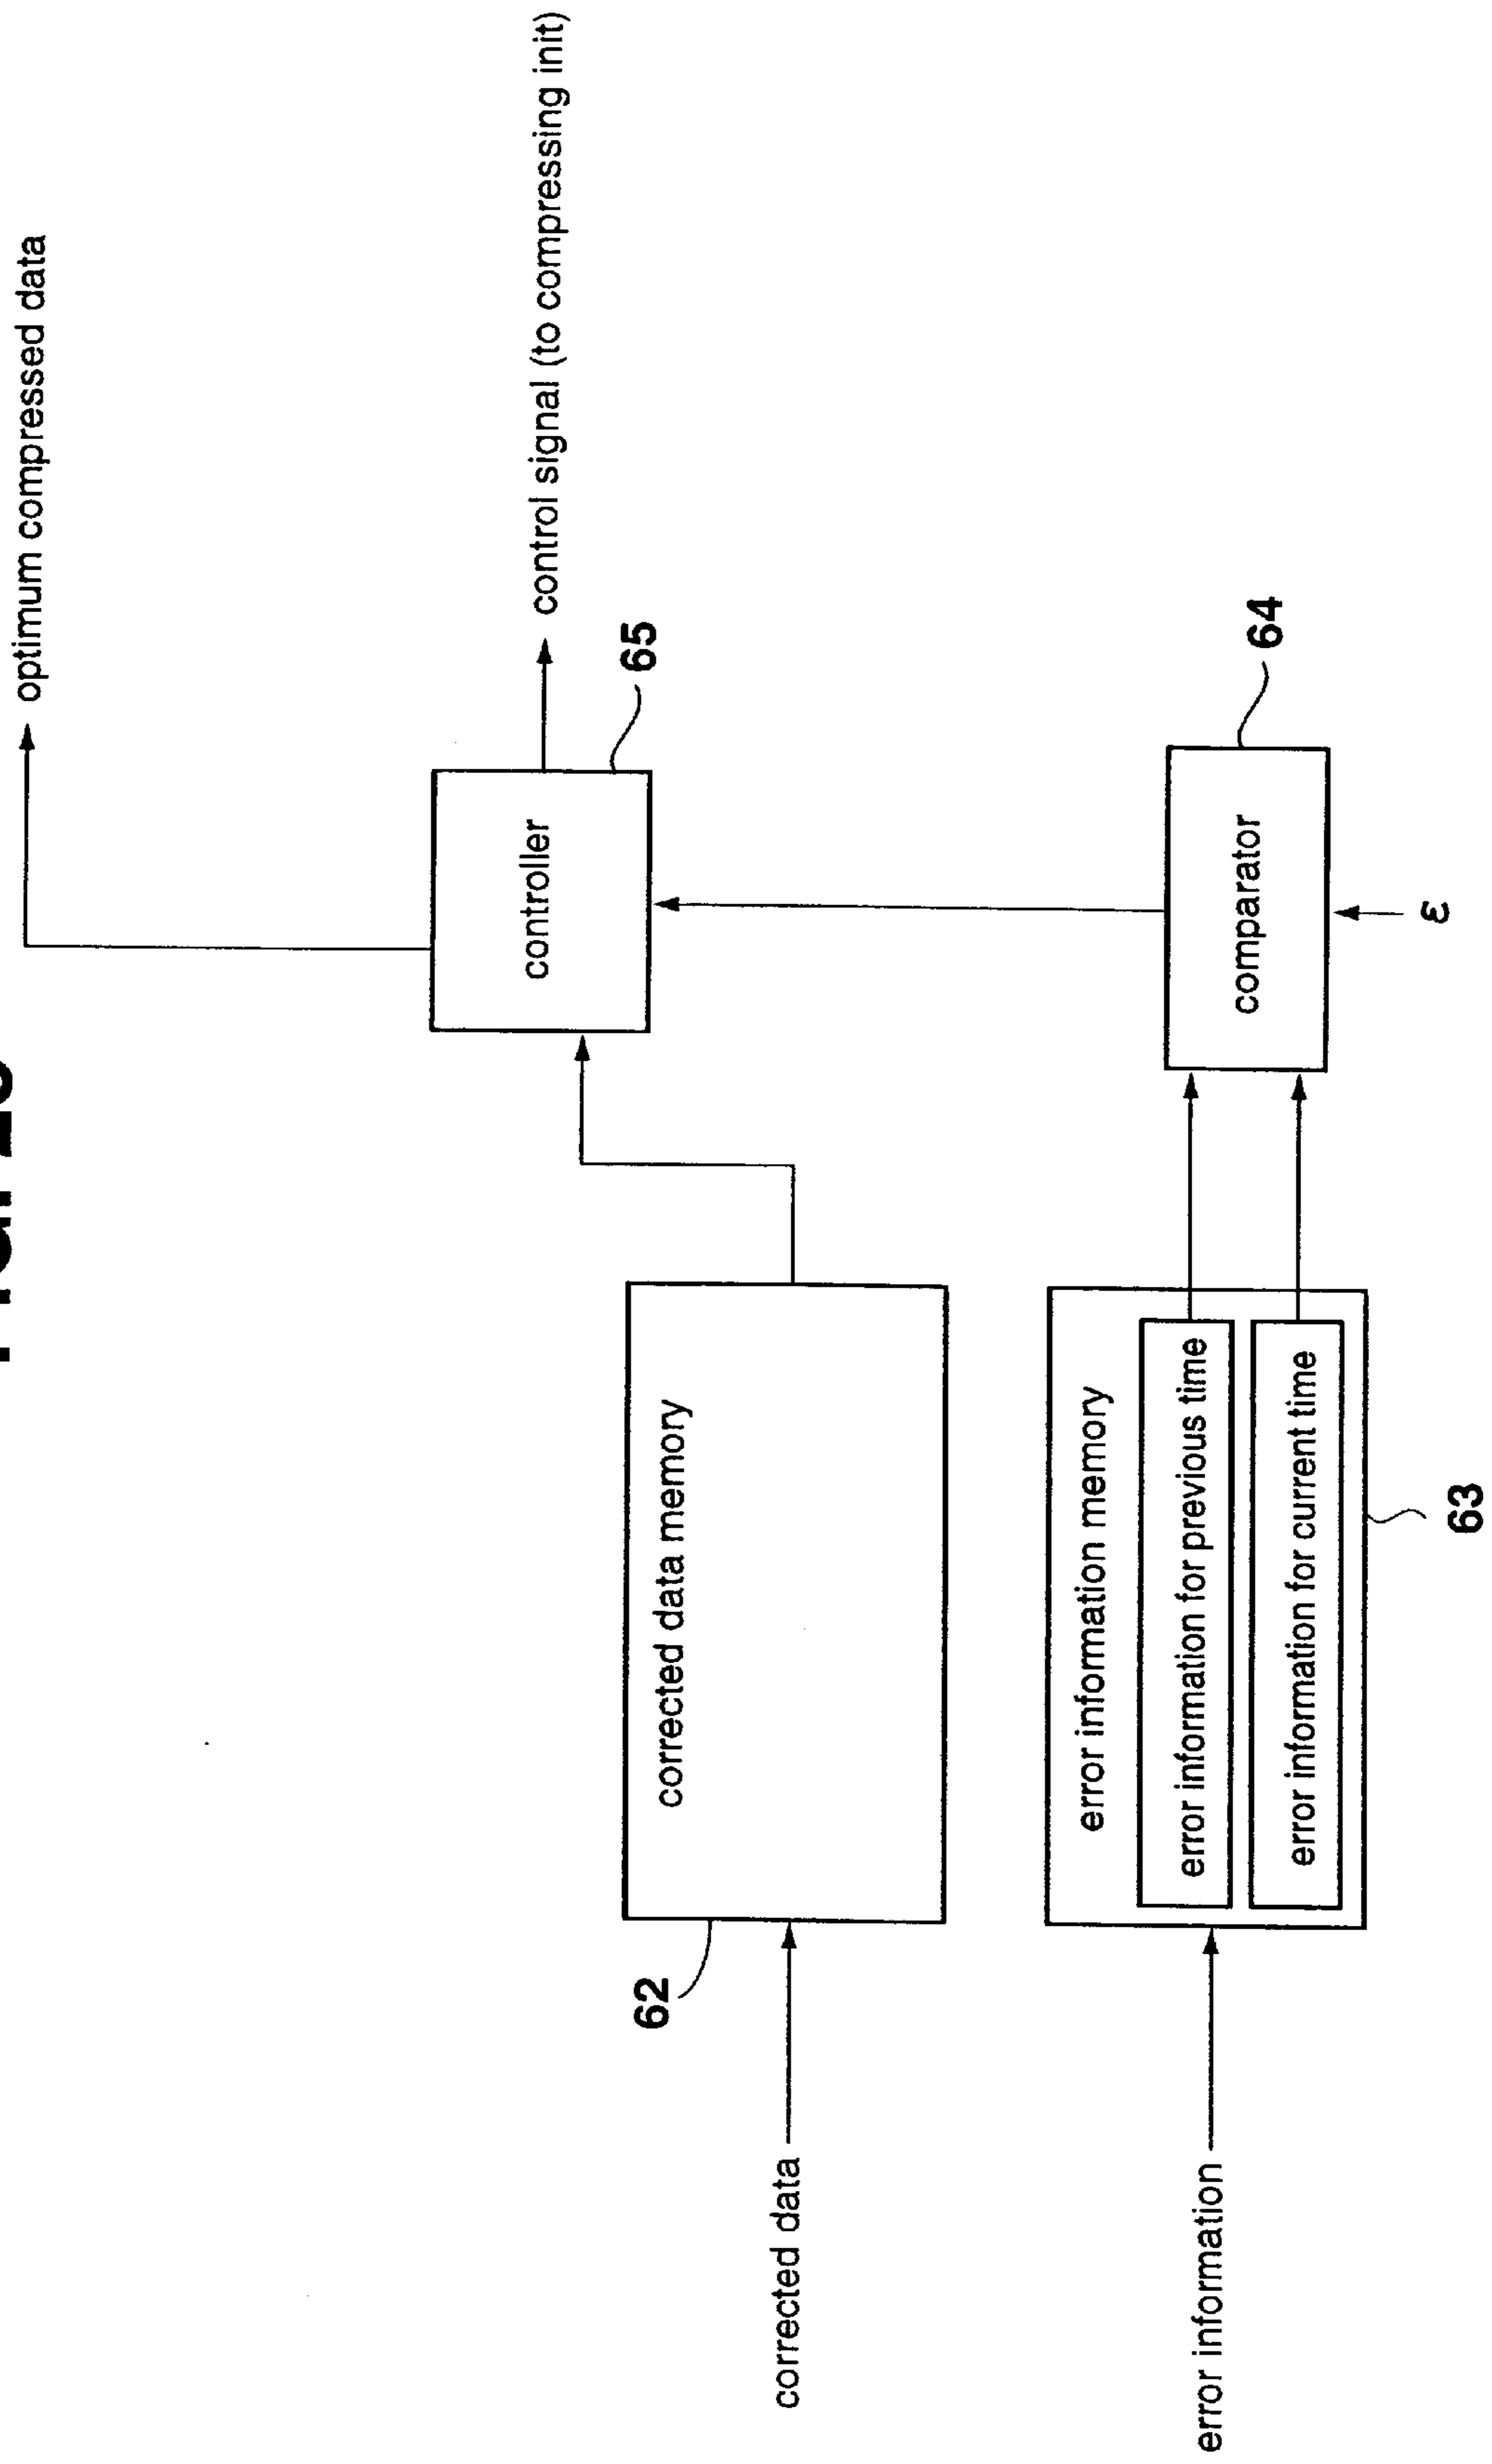 optimum compressed data
control signal (to compressing init)
65
controller
64
comparator
ε
62
corrected data memory
corrected data
error information memory
error information for previous time
error information for current time
63
error information